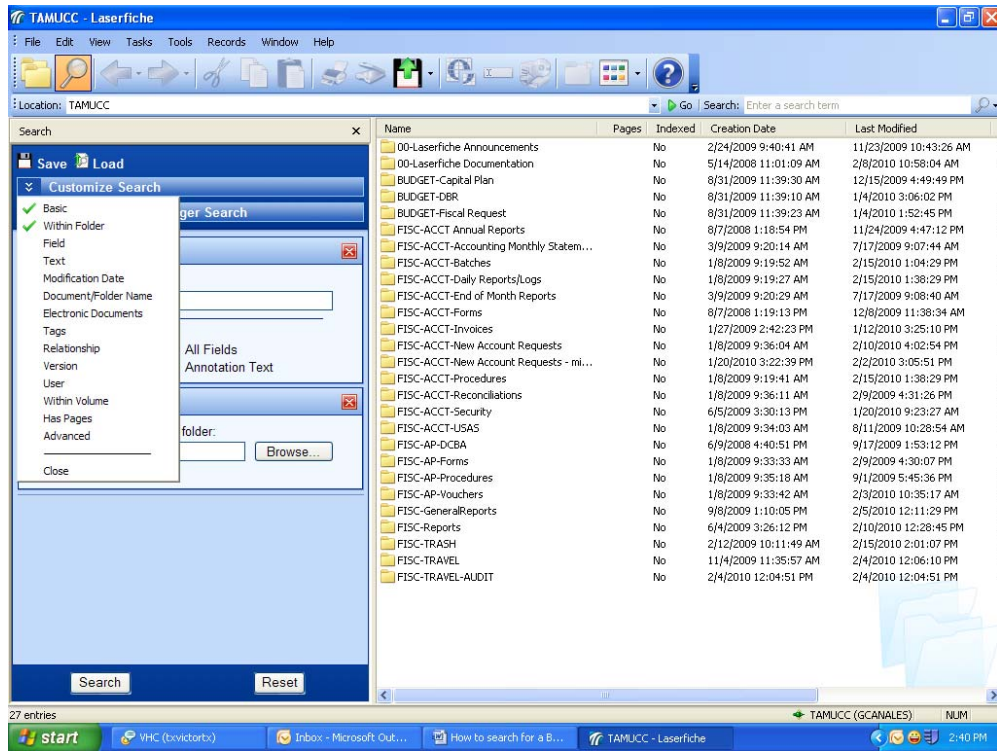 TAMUCC - Laserfiche
File Edit View Tasks Tools Records Window Help
Location: TAMUCC Go Search: Enter a search term
Search
Save Load
Customize Search
ger Search
Basic
Within Folder
Field
Text
Modification Date
Document/Folder Name
Electronic Documents
Tags
Relationship
Version
User
Within Volume
Has Pages
Advanced
Close
All Fields
Annotation Text
folder:
Browse...
Search Reset
Name Pages Indexed Creation Date Last Modified
00-Laserfiche Announcements No 2/24/2009 9:40:41 AM 11/23/2009 10:43:26 AM
00-Laserfiche Documentation No 5/14/2008 11:01:09 AM 2/8/2010 10:58:04 AM
BUDGET-Capital Plan No 8/31/2009 11:39:30 AM 12/15/2009 4:49:49 PM
BUDGET-DBR No 8/31/2009 11:39:10 AM 1/4/2010 3:06:02 PM
BUDGET-Fiscal Request No 8/31/2009 11:39:23 AM 1/4/2010 1:52:45 PM
FISC-ACCT Annual Reports No 8/7/2008 1:18:54 PM 11/24/2009 4:47:12 PM
FISC-ACCT-Accounting Monthly Statem... No 3/9/2009 9:20:14 AM 7/17/2009 9:07:44 AM
FISC-ACCT-Batches No 1/8/2009 9:19:52 AM 2/15/2010 1:04:29 PM
FISC-ACCT-Daily Reports/Logs No 1/8/2009 9:19:27 AM 2/15/2010 1:38:29 PM
FISC-ACCT-End of Month Reports No 3/9/2009 9:20:29 AM 7/17/2009 9:08:40 AM
FISC-ACCT-Forms No 8/7/2008 1:19:13 PM 12/8/2009 11:38:34 AM
FISC-ACCT-Invoices No 1/27/2009 2:42:23 PM 1/12/2010 3:25:10 PM
FISC-ACCT-New Account Requests No 1/8/2009 9:36:04 AM 2/10/2010 4:02:54 PM
FISC-ACCT-New Account Requests - mi... No 1/20/2010 3:22:39 PM 2/2/2010 3:05:51 PM
FISC-ACCT-Procedures No 1/8/2009 9:19:41 AM 2/15/2010 1:38:29 PM
FISC-ACCT-Reconciliations No 1/8/2009 9:36:11 AM 2/9/2009 4:31:26 PM
FISC-ACCT-Security No 6/5/2009 3:30:13 PM 1/20/2010 9:23:27 AM
FISC-ACCT-USAS No 1/8/2009 9:34:03 AM 8/11/2009 10:28:54 AM
FISC-AP-DCBA No 6/9/2008 4:40:51 PM 9/17/2009 1:53:12 PM
FISC-AP-Forms No 1/8/2009 9:33:33 AM 2/9/2009 4:30:07 PM
FISC-AP-Procedures No 1/8/2009 9:35:18 AM 9/1/2009 5:45:36 PM
FISC-AP-Vouchers No 1/8/2009 9:33:42 AM 2/3/2010 10:35:17 AM
FISC-GeneralReports No 9/8/2009 1:10:05 PM 2/5/2010 12:11:29 PM
FISC-Reports No 6/4/2009 3:26:12 PM 2/10/2010 12:28:45 PM
FISC-TRASH No 2/12/2009 10:11:49 AM 2/15/2010 2:01:07 PM
FISC-TRAVEL No 11/4/2009 11:35:57 AM 2/4/2010 12:06:10 PM
FISC-TRAVEL-AUDIT No 2/4/2010 12:04:51 PM 2/4/2010 12:04:51 PM
27 entries TAMUCC (GCANALES) NUM
start VHC (txvictortx) Inbox - Microsoft Out... How to search for a B... TAMUCC - Laserfiche 2:40 PM